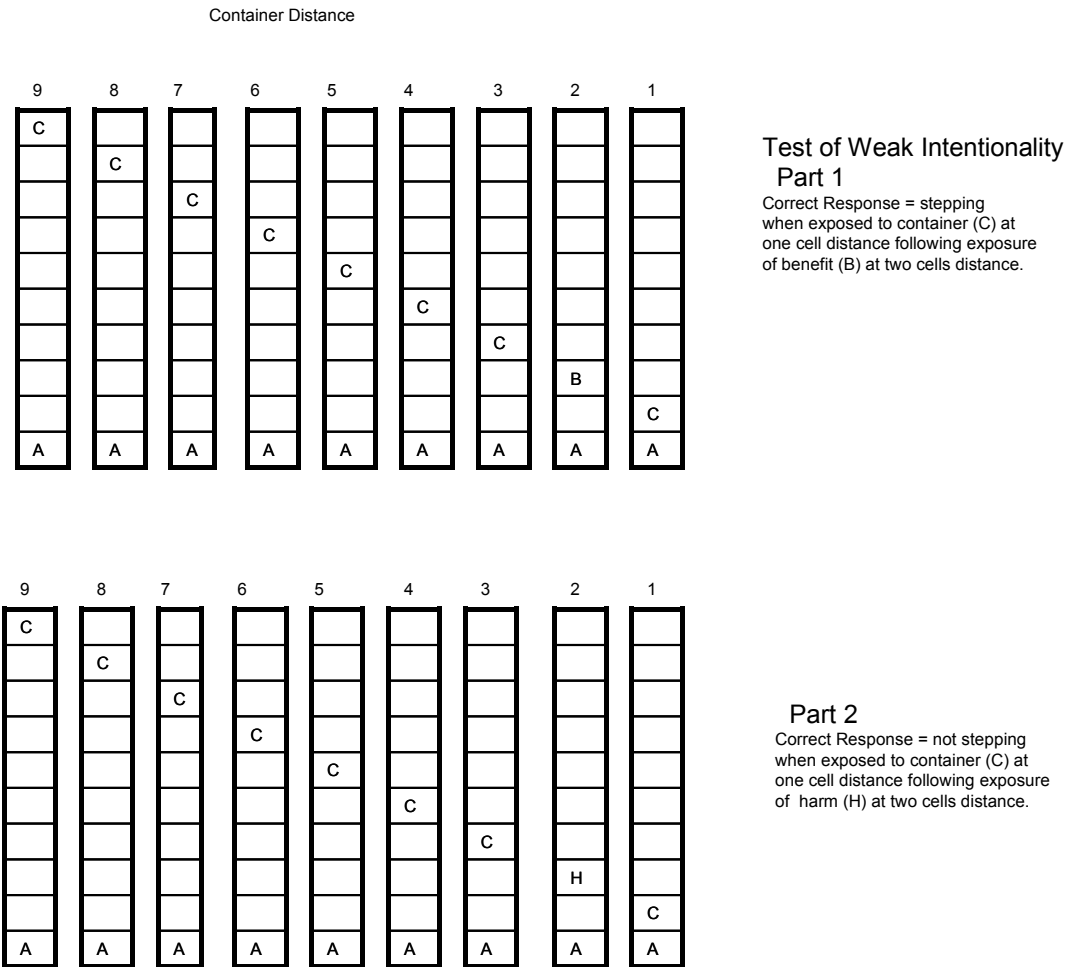 Container Distance
9 8 7 6 5 4 3 2 1
C
C
C
C
C
C
C
B
C
A A A A A A A A A
Test of Weak Intentionality
Part 1
Correct Response = stepping
when exposed to container (C) at
one cell distance following exposure
of benefit (B) at two cells distance.
9 8 7 6 5 4 3 2 1
C
C
C
C
C
C
C
H
C
A A A A A A A A A
Part 2
Correct Response = not stepping
when exposed to container (C) at
one cell distance following exposure
of harm (H) at two cells distance.